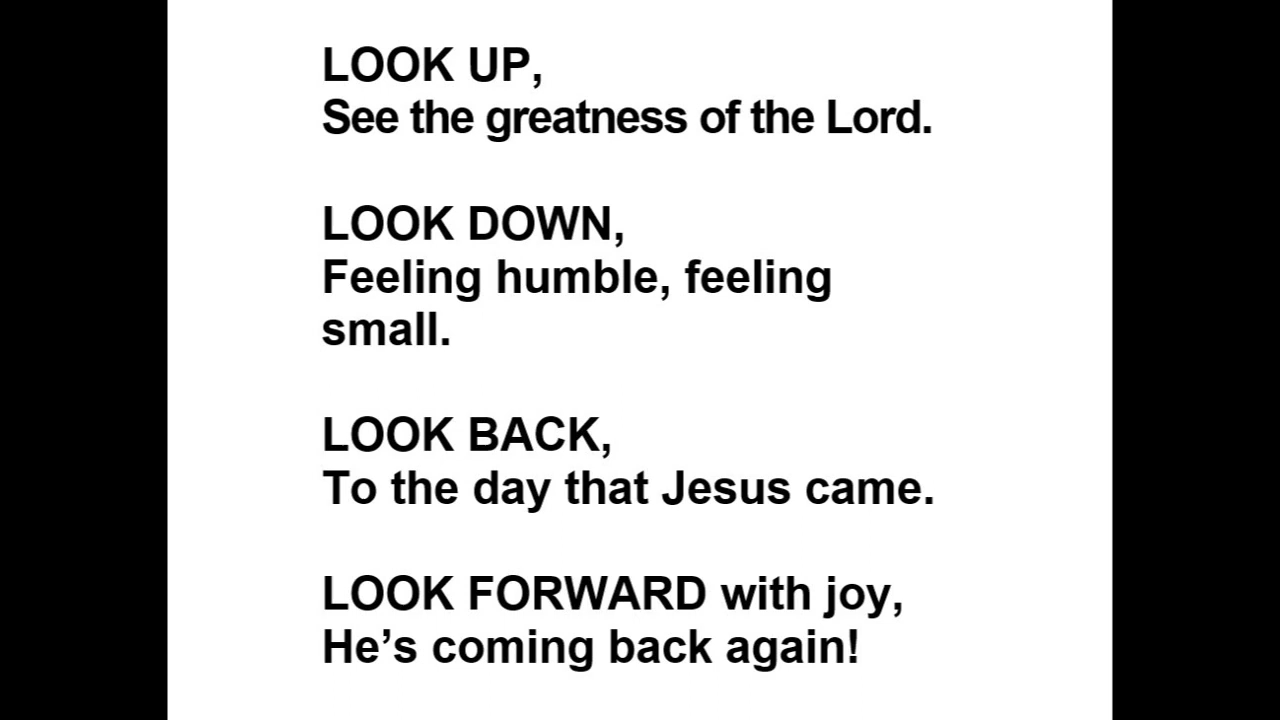 LOOK UP,
See the greatness of the Lord.
LOOK DOWN,
Feeling humble, feeling
small.
LOOK BACK,
To the day that Jesus came.
LOOK FORWARD with joy,
He’s coming back again!